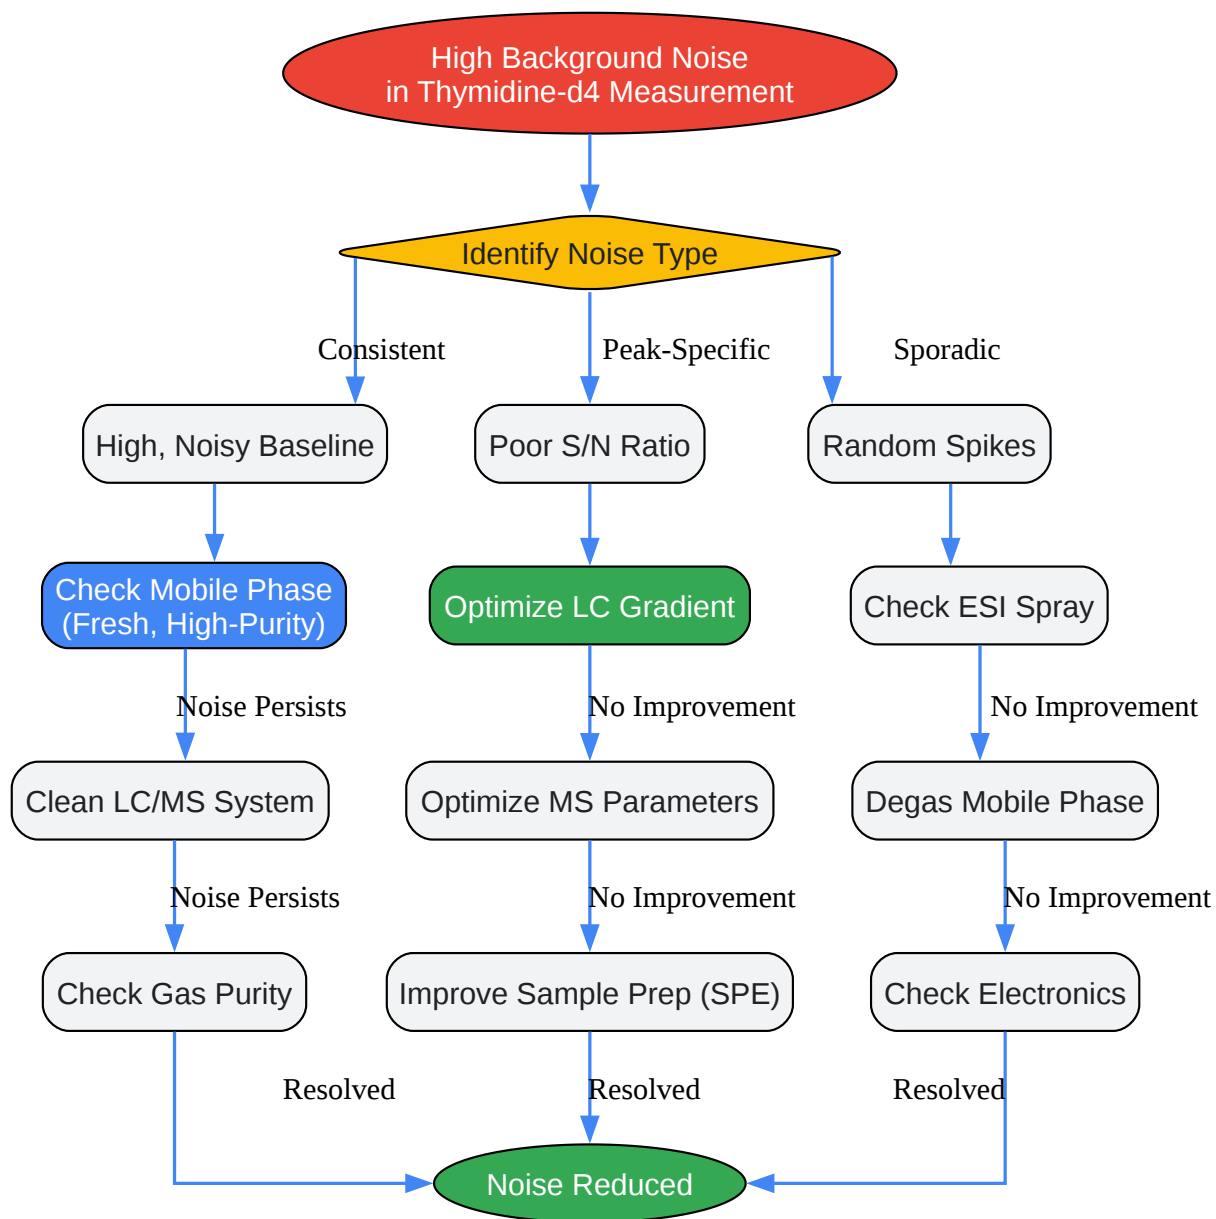 High Background Noise
in Thymidine-d4 Measurement
Identify Noise Type
Consistent
Peak-Specific
Sporadic
High, Noisy Baseline
Poor S/N Ratio
Random Spikes
Check Mobile Phase
(Fresh, High-Purity)
Optimize LC Gradient
Check ESI Spray
Noise Persists
No Improvement
No Improvement
Clean LC/MS System
Optimize MS Parameters
Degas Mobile Phase
Noise Persists
No Improvement
No Improvement
Check Gas Purity
Improve Sample Prep (SPE)
Check Electronics
Resolved
Resolved
Resolved
Noise Reduced